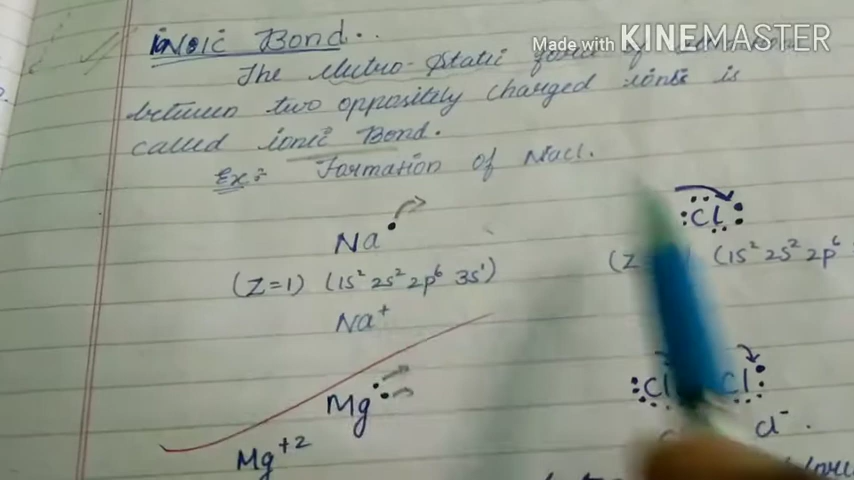 Made with KINEMASTER
ionic Bond..
The electro-static force of
between two oppositely charged ionic is
called ionic Bond.
Ex:- Formation of Nacl.
Na Cl
(Z=1) (1s² 2s² 2p⁶ 3s¹) (Z (1s² 2s² 2p⁶
Na⁺
Mg Cl Cl
Mg⁺² Cl⁻.